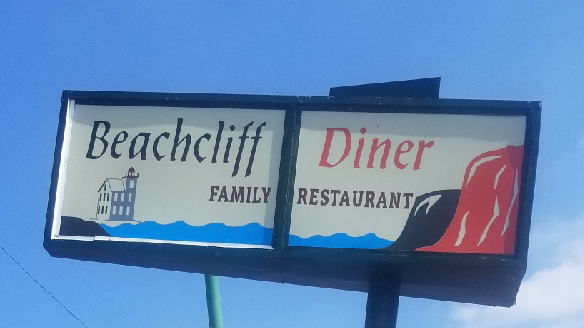 Beachcliff Diner
FAMILY RESTAURANT